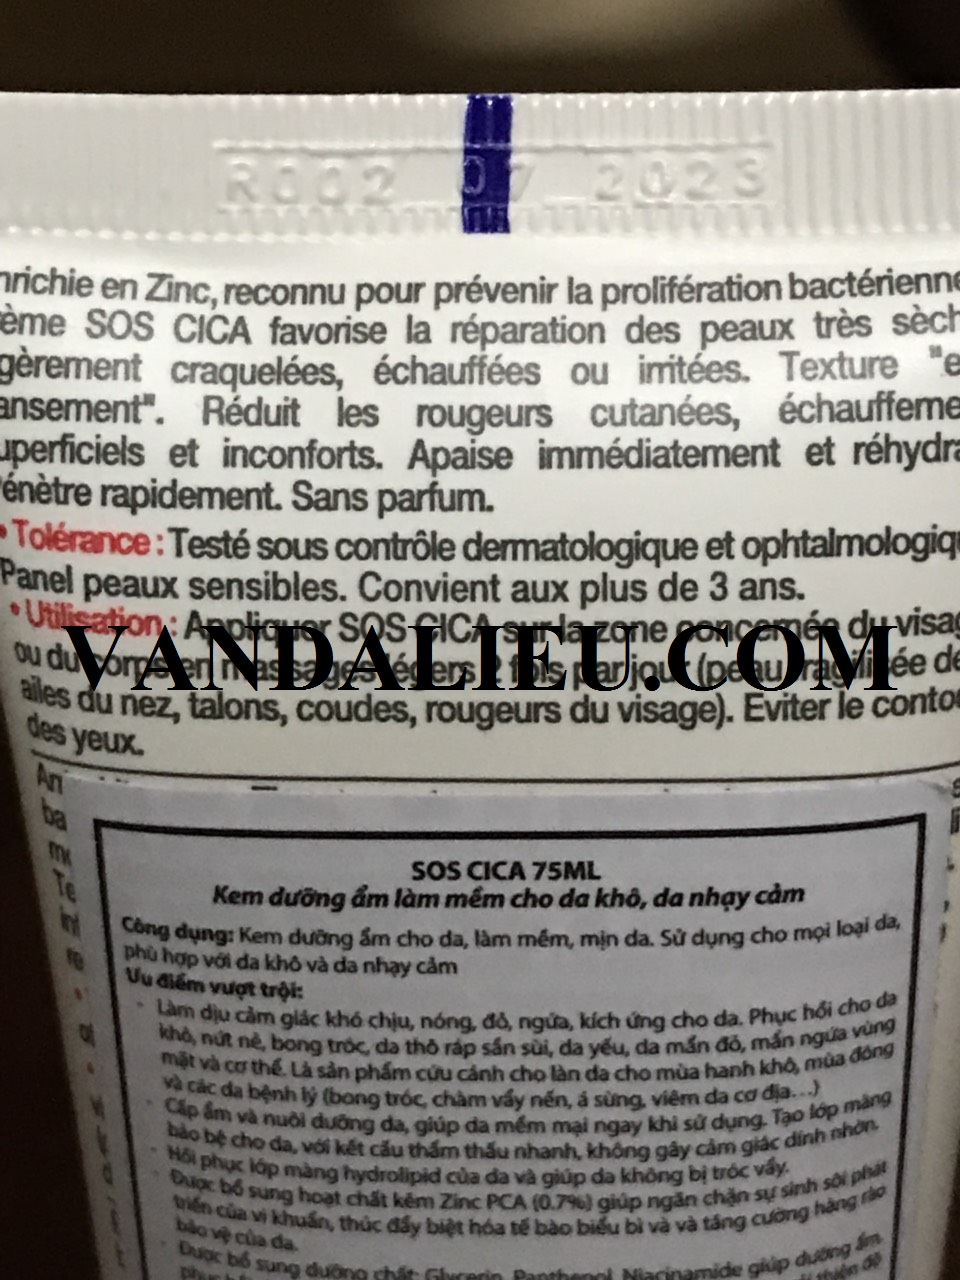 R002 07 2023
nrichie en Zinc, reconnu pour prévenir la prolifération bactérienne
ème SOS CICA favorise la réparation des peaux très sèch
gèrement craquelées, échauffées ou irritées. Texture "e
ansement". Réduit les rougeurs cutanées, échauffeme
uperficiels et inconforts. Apaise immédiatement et réhydra
énètre rapidement. Sans parfum.
• Tolérance : Testé sous contrôle dermatologique et ophtalmologiqu
Panel peaux sensibles. Convient aux plus de 3 ans.
• Utilisation : Appliquer SOS CICA sur la zone concernée du visag
VANDALIEU.COM
ou du corps en massages légers 2 fois par jour (peau fragilisée de
ailes du nez, talons, coudes, rougeurs du visage). Eviter le conto
des yeux.
An
ba
Te
SOS CICA 75ML
Kem dưỡng ẩm làm mềm cho da khô, da nhạy cảm
Công dụng: Kem dưỡng ẩm cho da, làm mềm, mịn da. Sử dụng cho mọi loại da,
phù hợp với da khô và da nhạy cảm
Ưu điểm vượt trội:
- Làm dịu cảm giác khó chịu, nóng, đỏ, ngứa, kích ứng cho da. Phục hồi cho da
khô, nứt nẻ, bong tróc, da thô ráp sần sùi, da yếu, da mẩn đỏ, mẩn ngứa vùng
mặt và cơ thể. Là sản phẩm cứu cánh cho làn da cho mùa hanh khô, mùa đông
và các da bệnh lý (bong tróc, chàm vẩy nến, á sừng, viêm da cơ địa...)
- Cấp ẩm và nuôi dưỡng da, giúp da mềm mại ngay khi sử dụng. Tạo lớp màng
bảo bệ cho da, với kết cấu thẩm thấu nhanh, không gây cảm giác dính nhờn.
- Hồi phục lớp màng hydrolipid của da và giúp da không bị tróc vẩy.
- Được bổ sung hoạt chất kẽm Zinc PCA (0.7%) giúp ngăn chặn sự sinh sôi phát
triển của vi khuẩn, thúc đẩy biệt hóa tế bào biểu bì và và tăng cường hàng rào
bảo vệ của da.
- Được bổ sung dưỡng chất: Glycerin, Panthenol, Niacinamide giúp dưỡng ẩm,